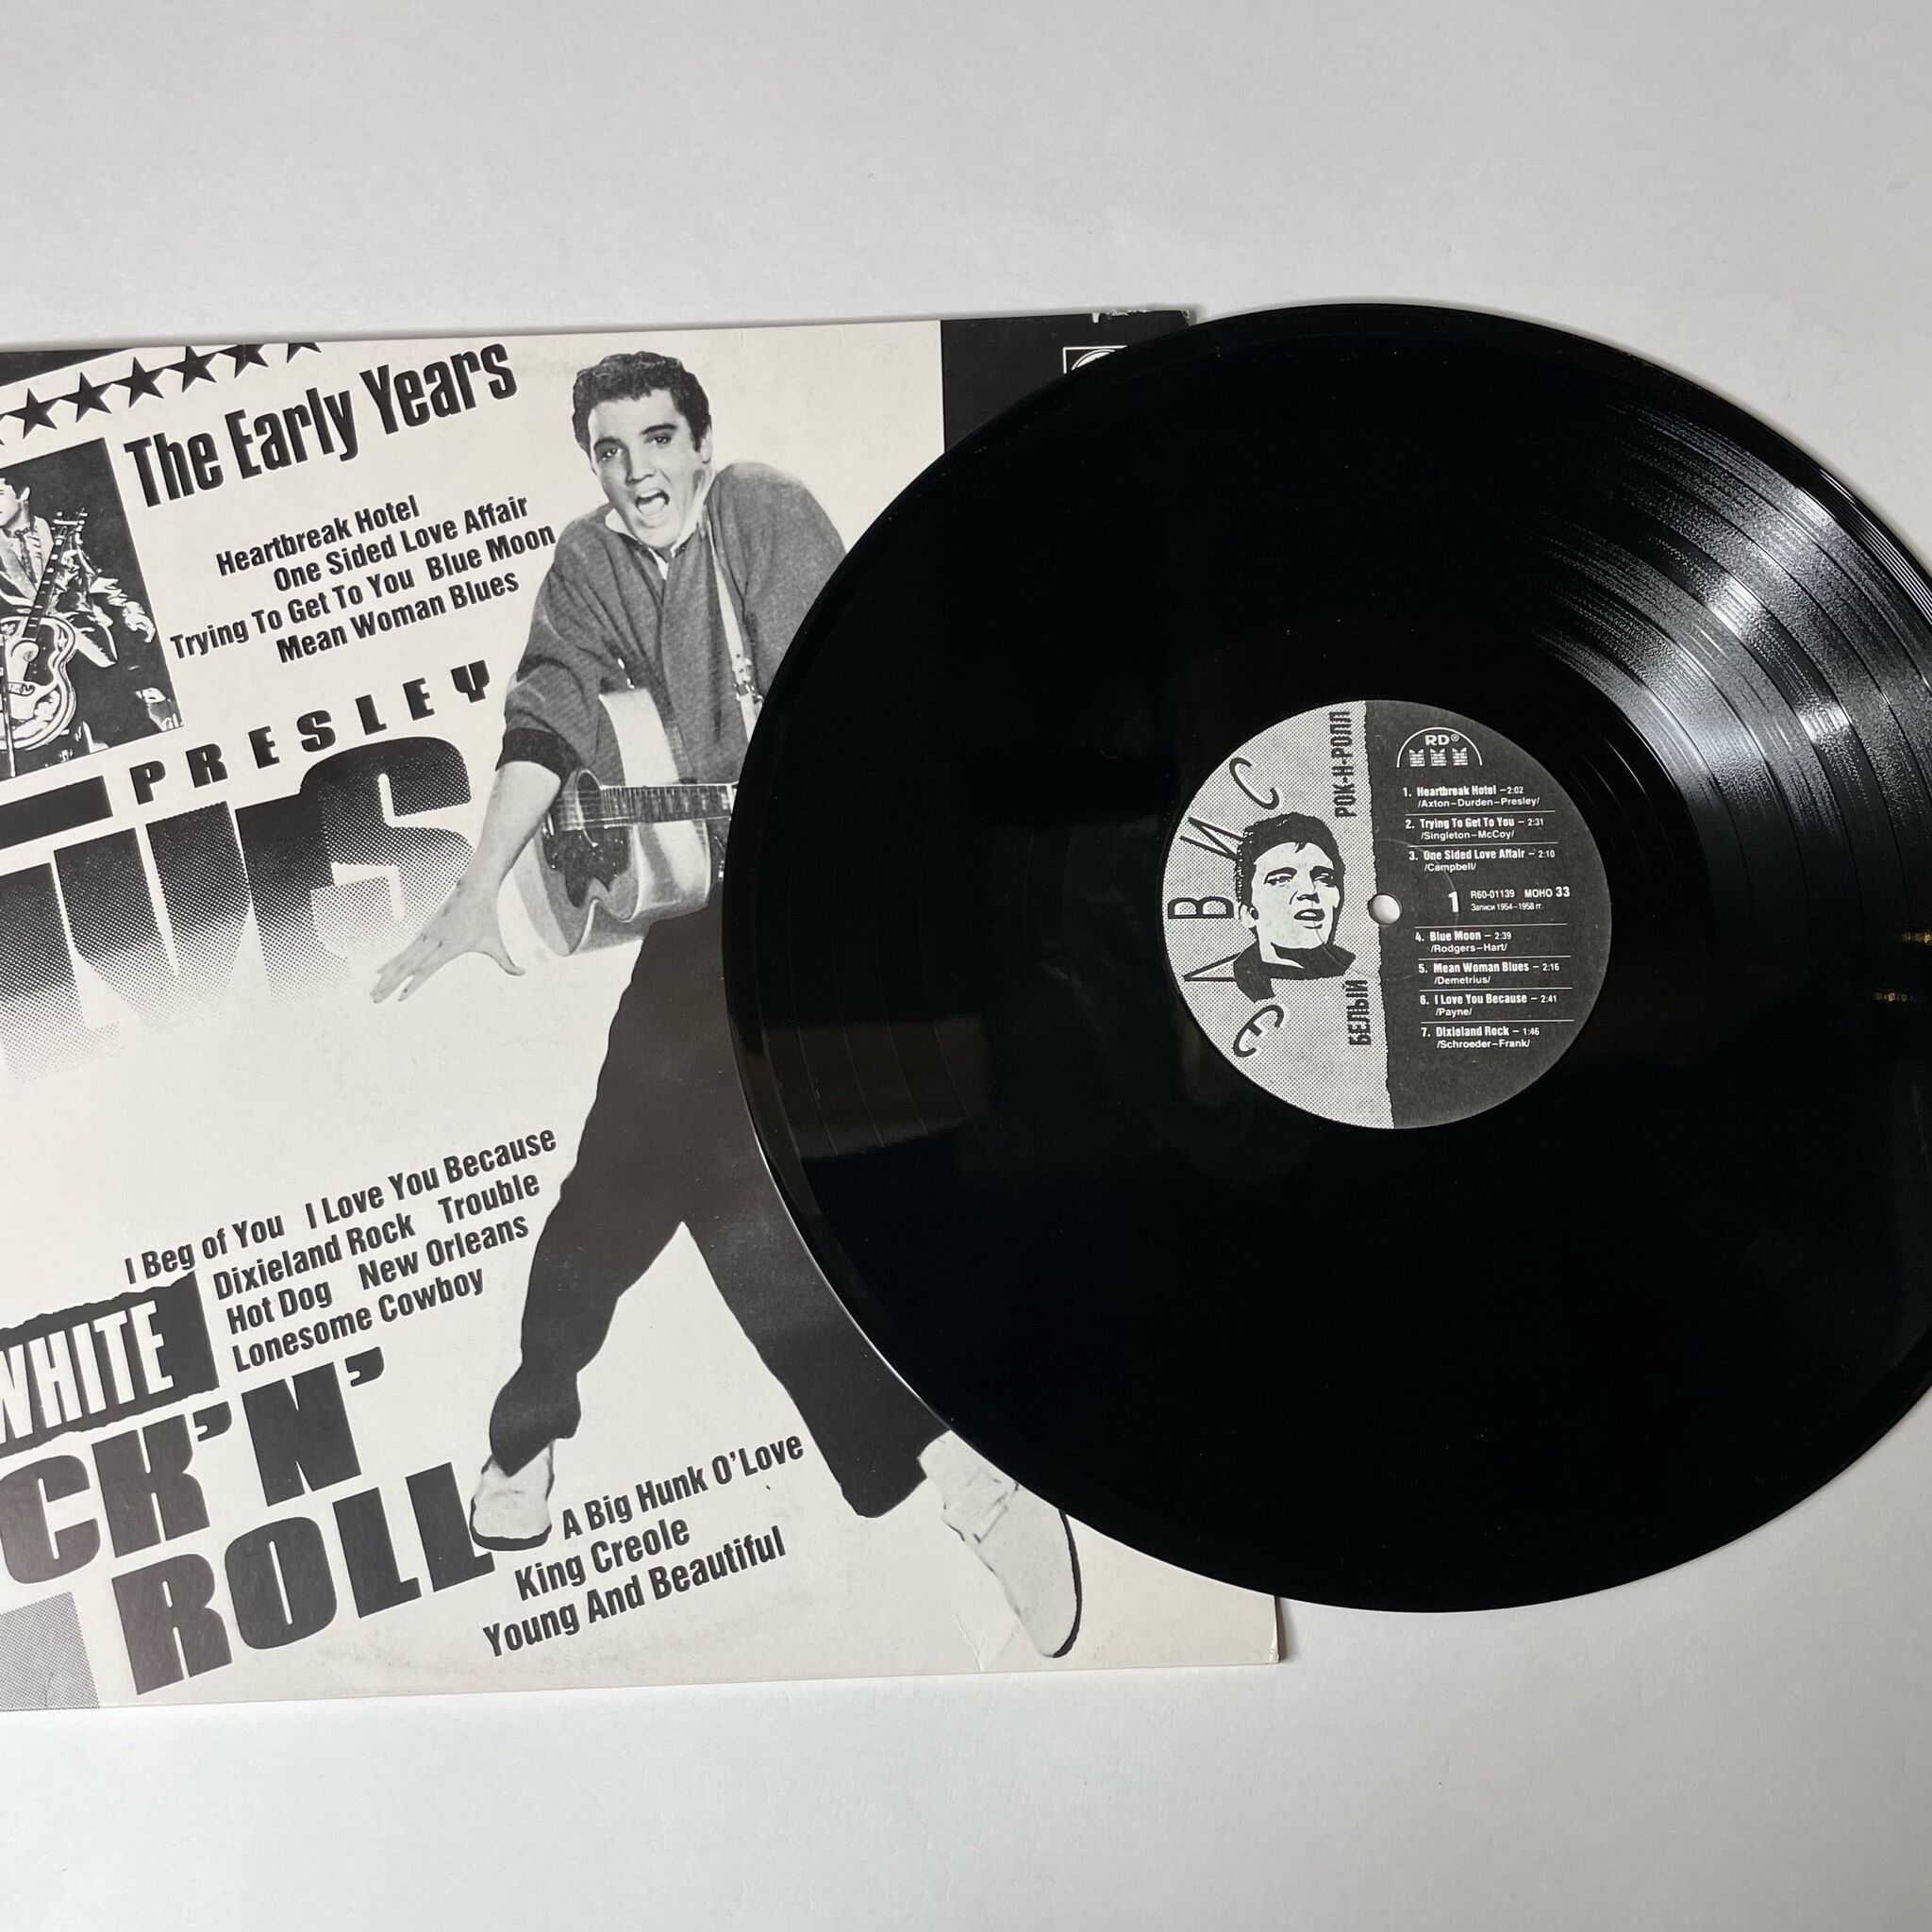 The Early Years
Heartbreak Hotel
One Sided Love Affair
Trying To Get To You Blue Moon
Mean Woman Blues
PRESLEY
I Beg of You I Love You Because
Dixieland Rock Trouble
Hot Dog New Orleans
Lonesome Cowboy
WHITE
CK'N'
ROLL
A Big Hunk O'Love
King Creole
Young And Beautiful
ЄЛВИС
БЕЛЫЙ РОК-Н-РОЛЛ
RD®
1. Heartbreak Hotel – 2:02
/Axton–Durden–Presley/
2. Trying To Get To You – 2:31
/Singleton–McCoy/
3. One Sided Love Affair – 2:10
/Campbell/
1 R60-01139 МОНО 33
Записи 1954–1958 гг.
4. Blue Moon – 2:39
/Rodgers–Hart/
5. Mean Woman Blues – 2:16
/Demetrius/
6. I Love You Because – 2:41
/Payne/
7. Dixieland Rock – 1:46
/Schroeder–Frank/